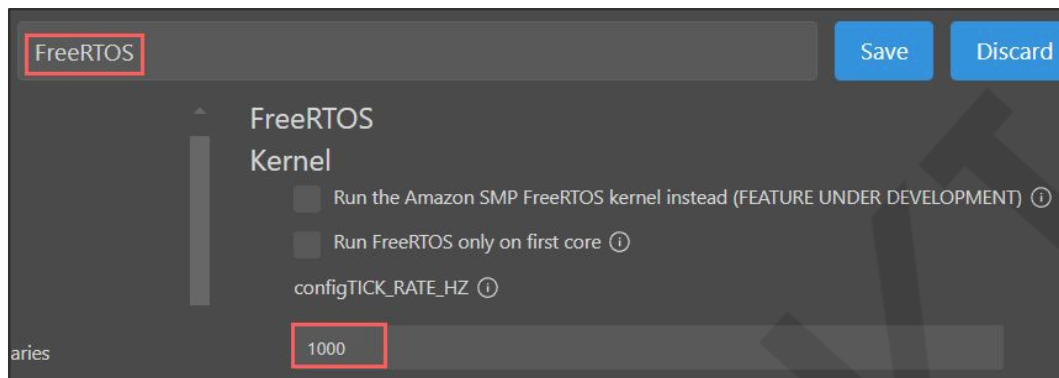 FreeRTOS
Save
Discard
FreeRTOS
Kernel
Run the Amazon SMP FreeRTOS kernel instead (FEATURE UNDER DEVELOPMENT)
Run FreeRTOS only on first core
configTICK_RATE_HZ
1000
aries